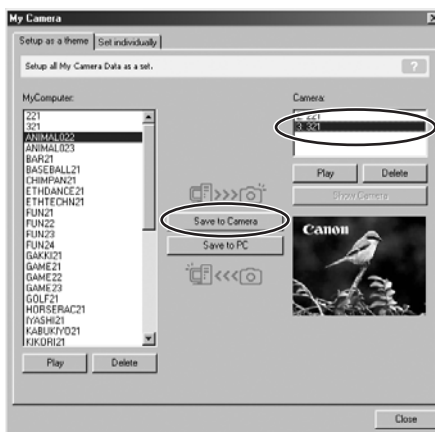 My Camera
Setup as a theme
Set individually
Setup all My Camera Data as a set.
?
MyComputer:
221
321
ANIMAL022
ANIMAL023
BAR21
BASEBALL21
CHIMPAN21
ETHDANCE21
ETHTECHN21
FUN21
FUN22
FUN23
FUN24
GAKKI21
GAME21
GAME22
GAME23
GOLF21
HORSERAC21
IYASHI21
KABUKIYO21
KIKORI21
Play
Delete
Save to Camera
Save to PC
Camera:
2 221
3 321
Play
Delete
Show Camera
Canon
Close